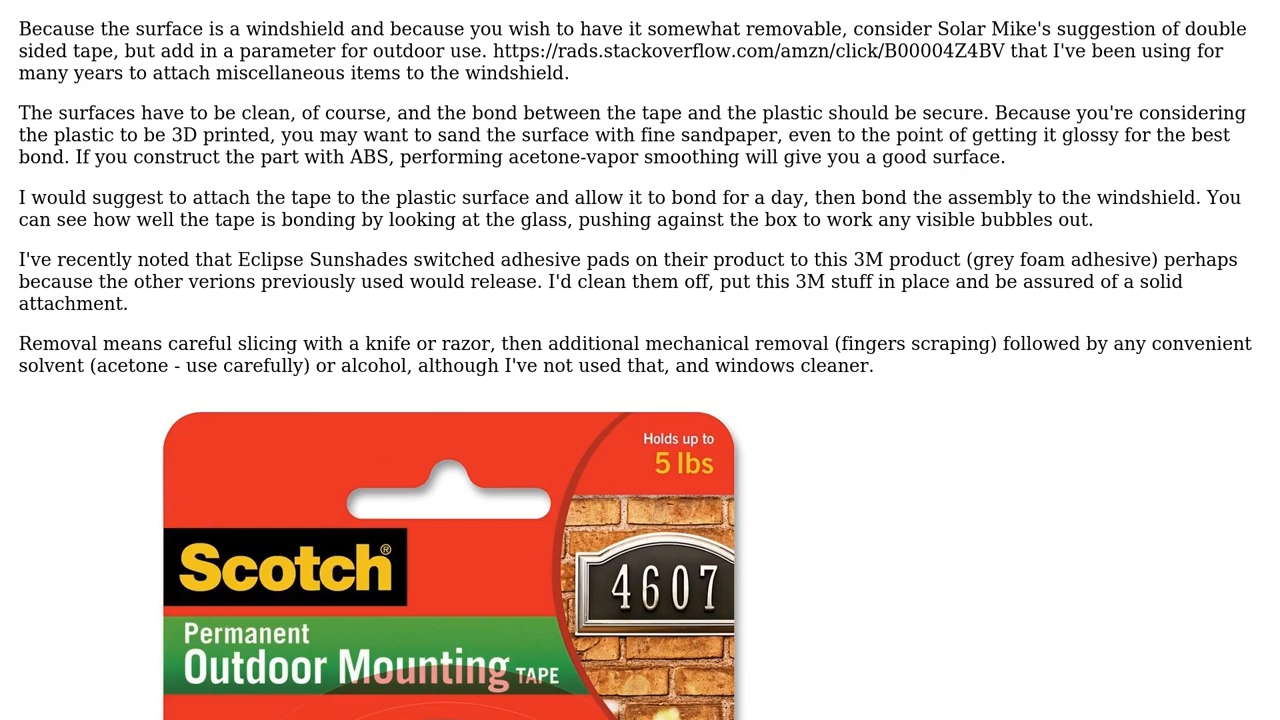 Because the surface is a windshield and because you wish to have it somewhat removable, consider Solar Mike's suggestion of double
sided tape, but add in a parameter for outdoor use. https://rads.stackoverflow.com/amzn/click/B00004Z4BV that I've been using for
many years to attach miscellaneous items to the windshield.
The surfaces have to be clean, of course, and the bond between the tape and the plastic should be secure. Because you're considering
the plastic to be 3D printed, you may want to sand the surface with fine sandpaper, even to the point of getting it glossy for the best
bond. If you construct the part with ABS, performing acetone-vapor smoothing will give you a good surface.
I would suggest to attach the tape to the plastic surface and allow it to bond for a day, then bond the assembly to the windshield. You
can see how well the tape is bonding by looking at the glass, pushing against the box to work any visible bubbles out.
I've recently noted that Eclipse Sunshades switched adhesive pads on their product to this 3M product (grey foam adhesive) perhaps
because the other verions previously used would release. I'd clean them off, put this 3M stuff in place and be assured of a solid
attachment.
Removal means careful slicing with a knife or razor, then additional mechanical removal (fingers scraping) followed by any convenient
solvent (acetone - use carefully) or alcohol, although I've not used that, and windows cleaner.
Holds up to
5 lbs
Scotch®
4607
Permanent
Outdoor Mounting TAPE